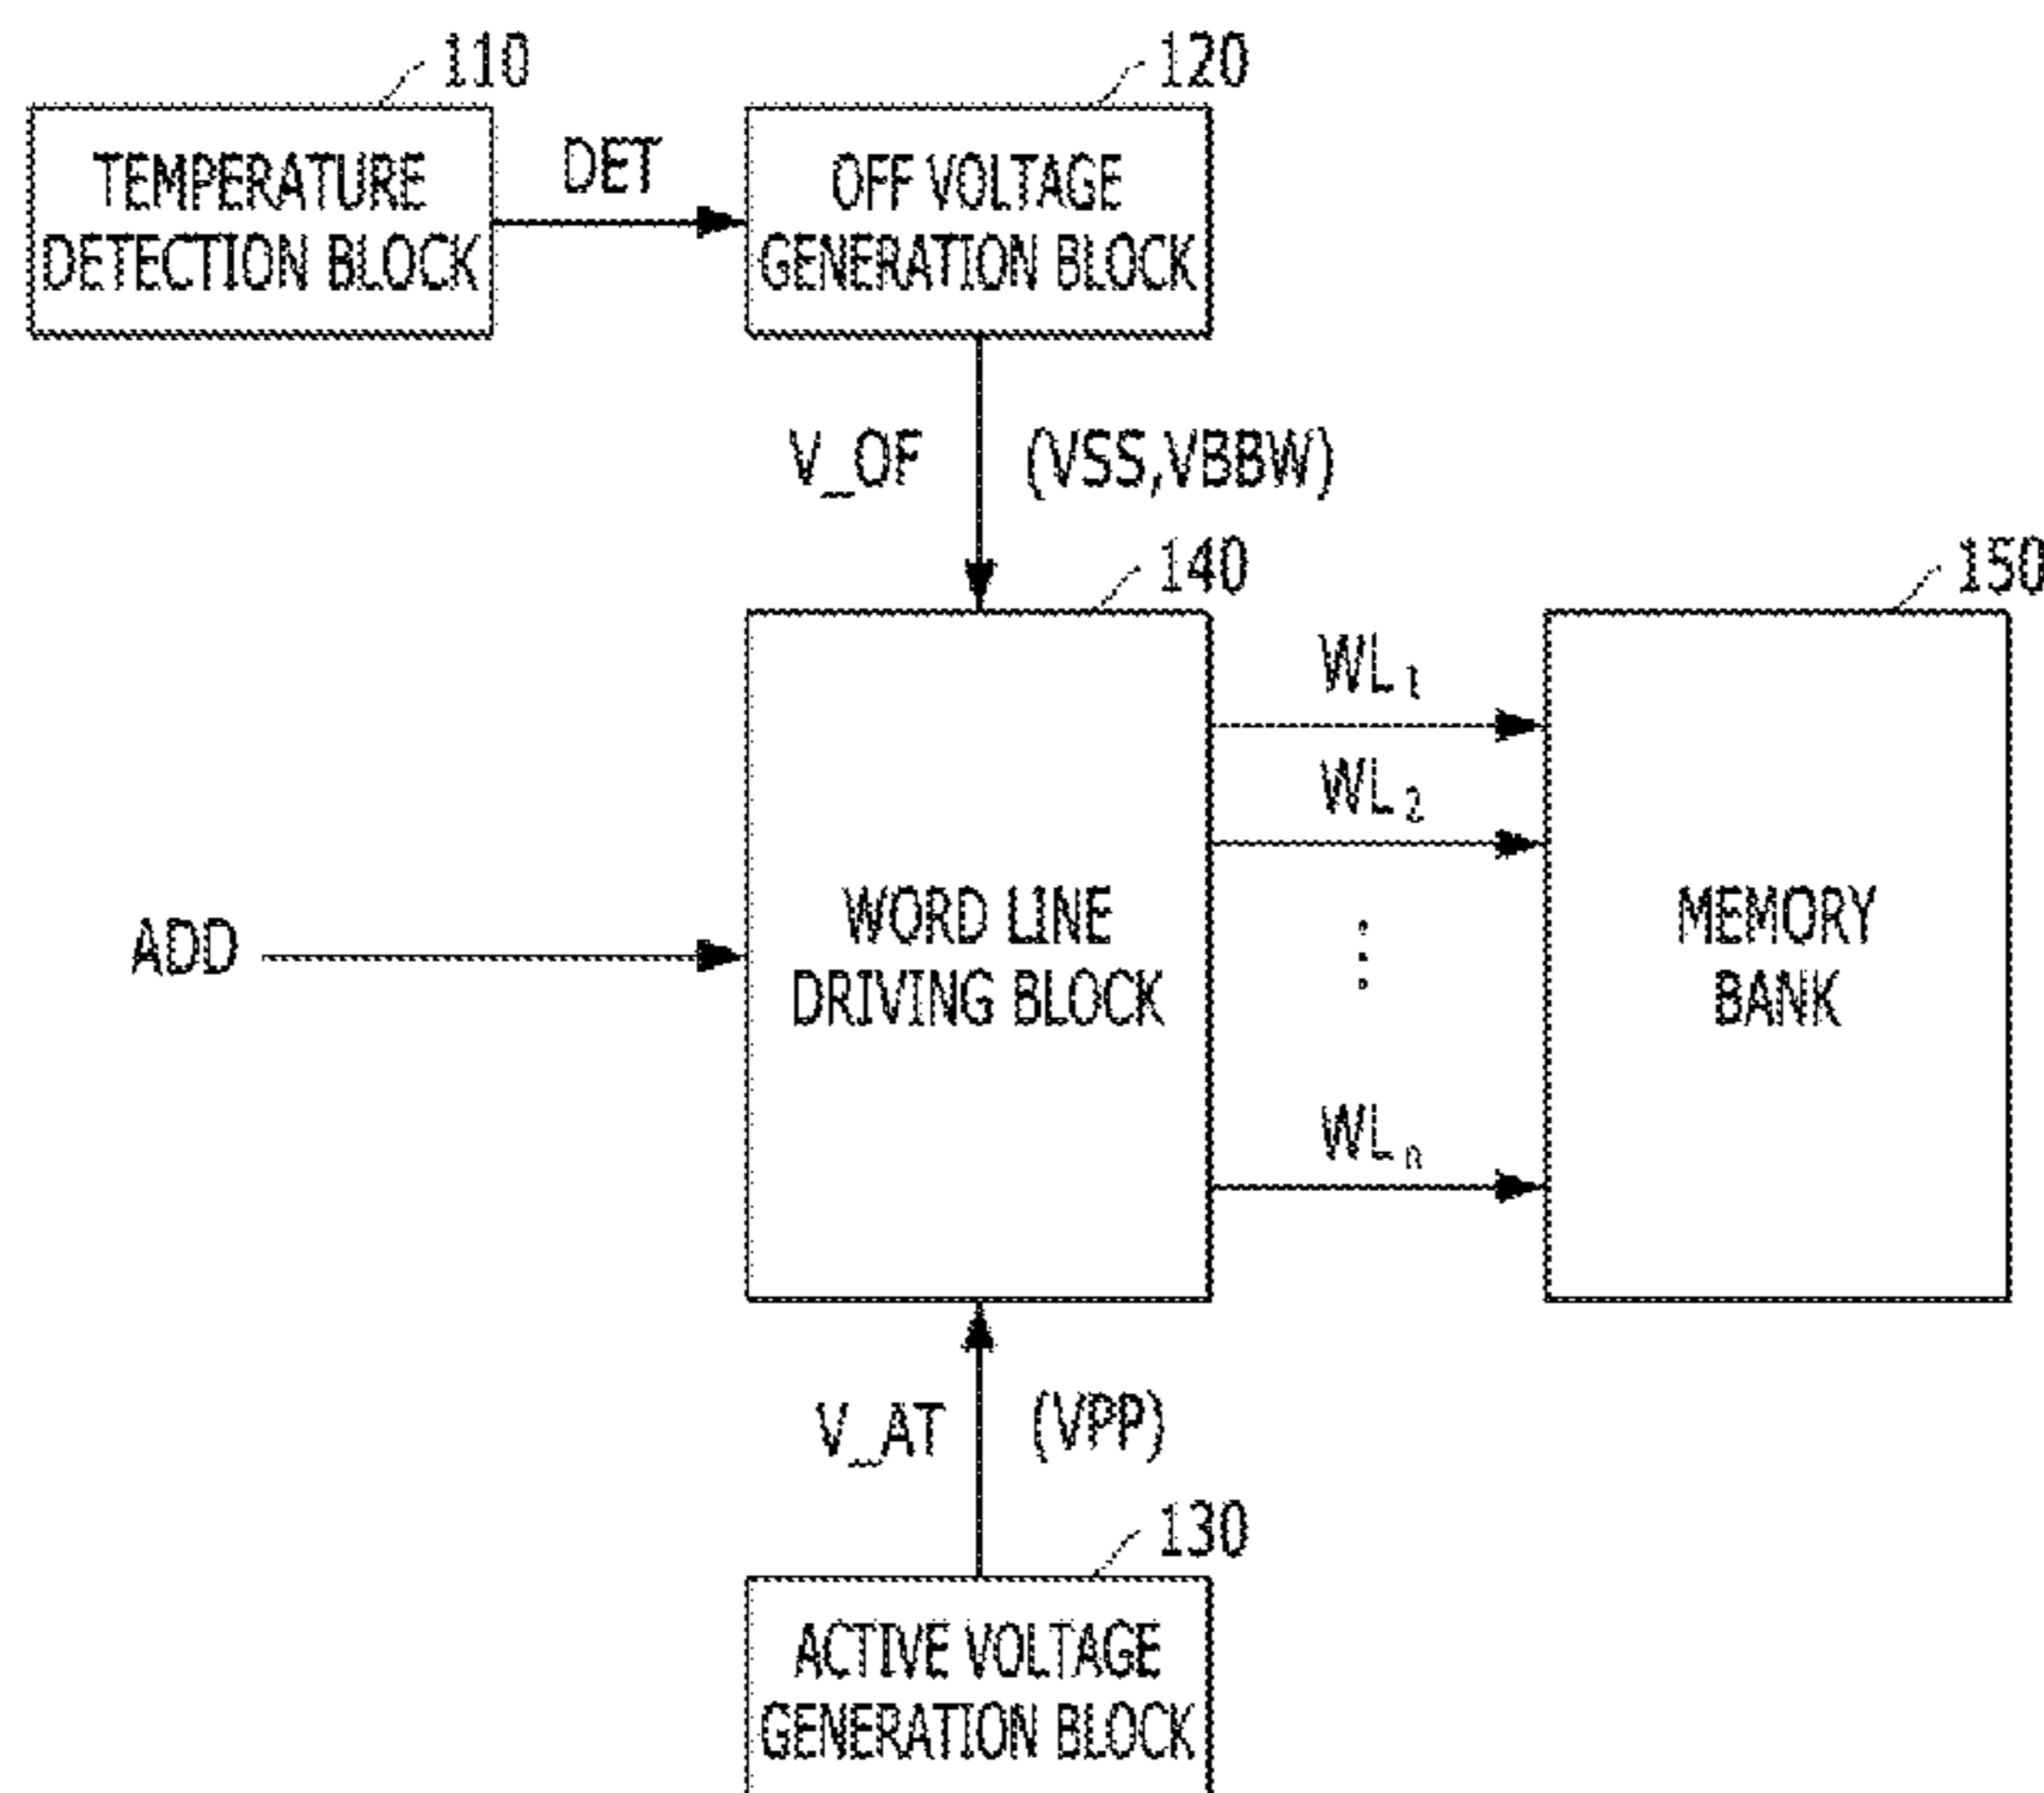 110
120
TEMPERATURE
DETECTION BLOCK
DET
OFF VOLTAGE
GENERATION BLOCK
V_OF
(VSS,VBBW)
140
150
WL1
WL2
ADD
WORD LINE
DRIVING BLOCK
⋮
MEMORY
BANK
WLn
V_AT
(VPP)
130
ACTIVE VOLTAGE
GENERATION BLOCK